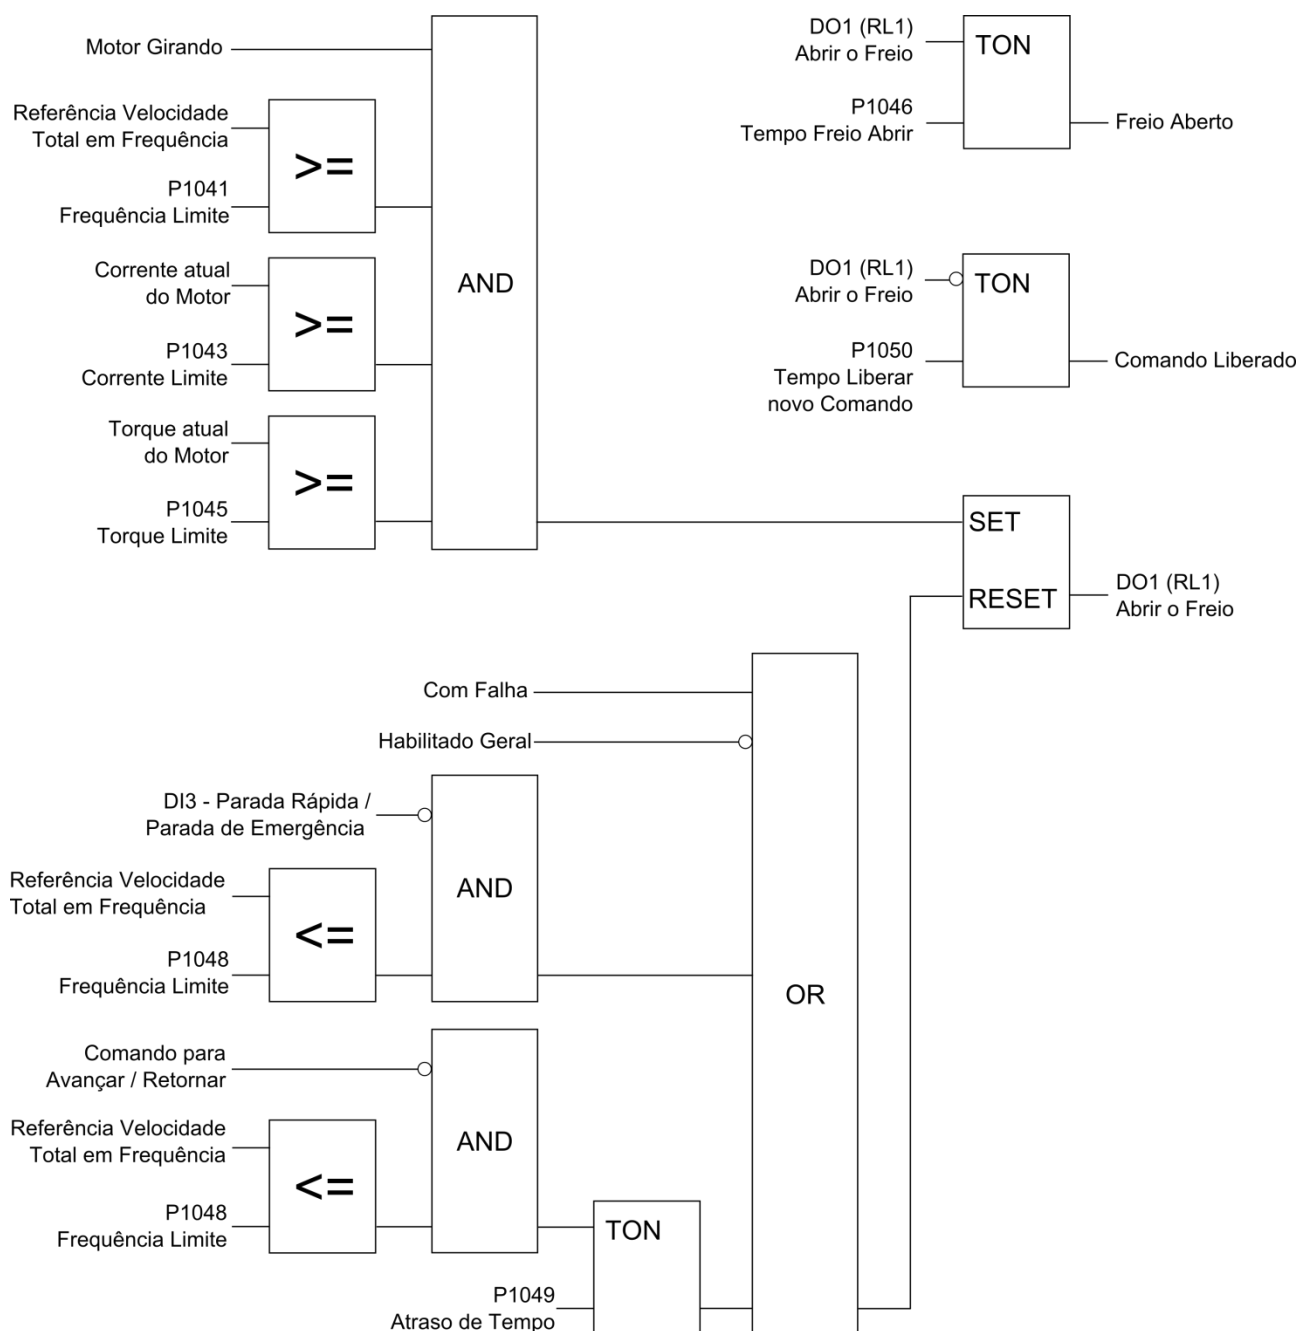 Motor Girando
Referência Velocidade
Total em Frequência
>=
P1041
Frequência Limite
Corrente atual
do Motor
>=
P1043
Corrente Limite
Torque atual
do Motor
>=
P1045
Torque Limite
AND
DO1 (RL1)
Abrir o Freio
TON
P1046
Tempo Freio Abrir
Freio Aberto
DO1 (RL1)
Abrir o Freio
TON
P1050
Tempo Liberar
novo Comando
Comando Liberado
SET
RESET
DO1 (RL1)
Abrir o Freio
Com Falha
Habilitado Geral
DI3 - Parada Rápida /
Parada de Emergência
Referência Velocidade
Total em Frequência
<=
P1048
Frequência Limite
AND
OR
Comando para
Avançar / Retornar
Referência Velocidade
Total em Frequência
<=
P1048
Frequência Limite
AND
TON
P1049
Atraso de Tempo